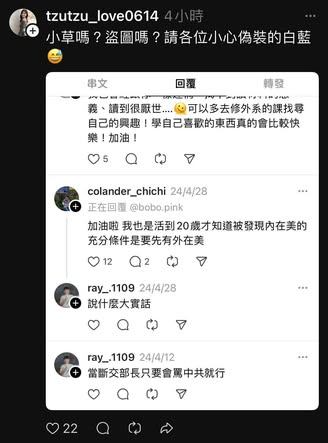 tzutzu_love0614 4小時
小草嗎?盜圖嗎?請各位小心偽裝的白藍
😅
串文 回覆 轉發
義、讀到很厭世....🫠可以多去修外系的課找尋
自己的興趣!學自己喜歡的東西真的會比較快
樂!加油!
5
colander_chichi 24/4/28
正在回覆 @bobo.pink
加油啦 我也是活到20歲才知道被發現內在美的
充分條件是要先有外在美
12 2
ray_.1109 24/4/28
說什麼大實話
ray_.1109 24/4/12
當斷交部長只要會罵中共就行
22